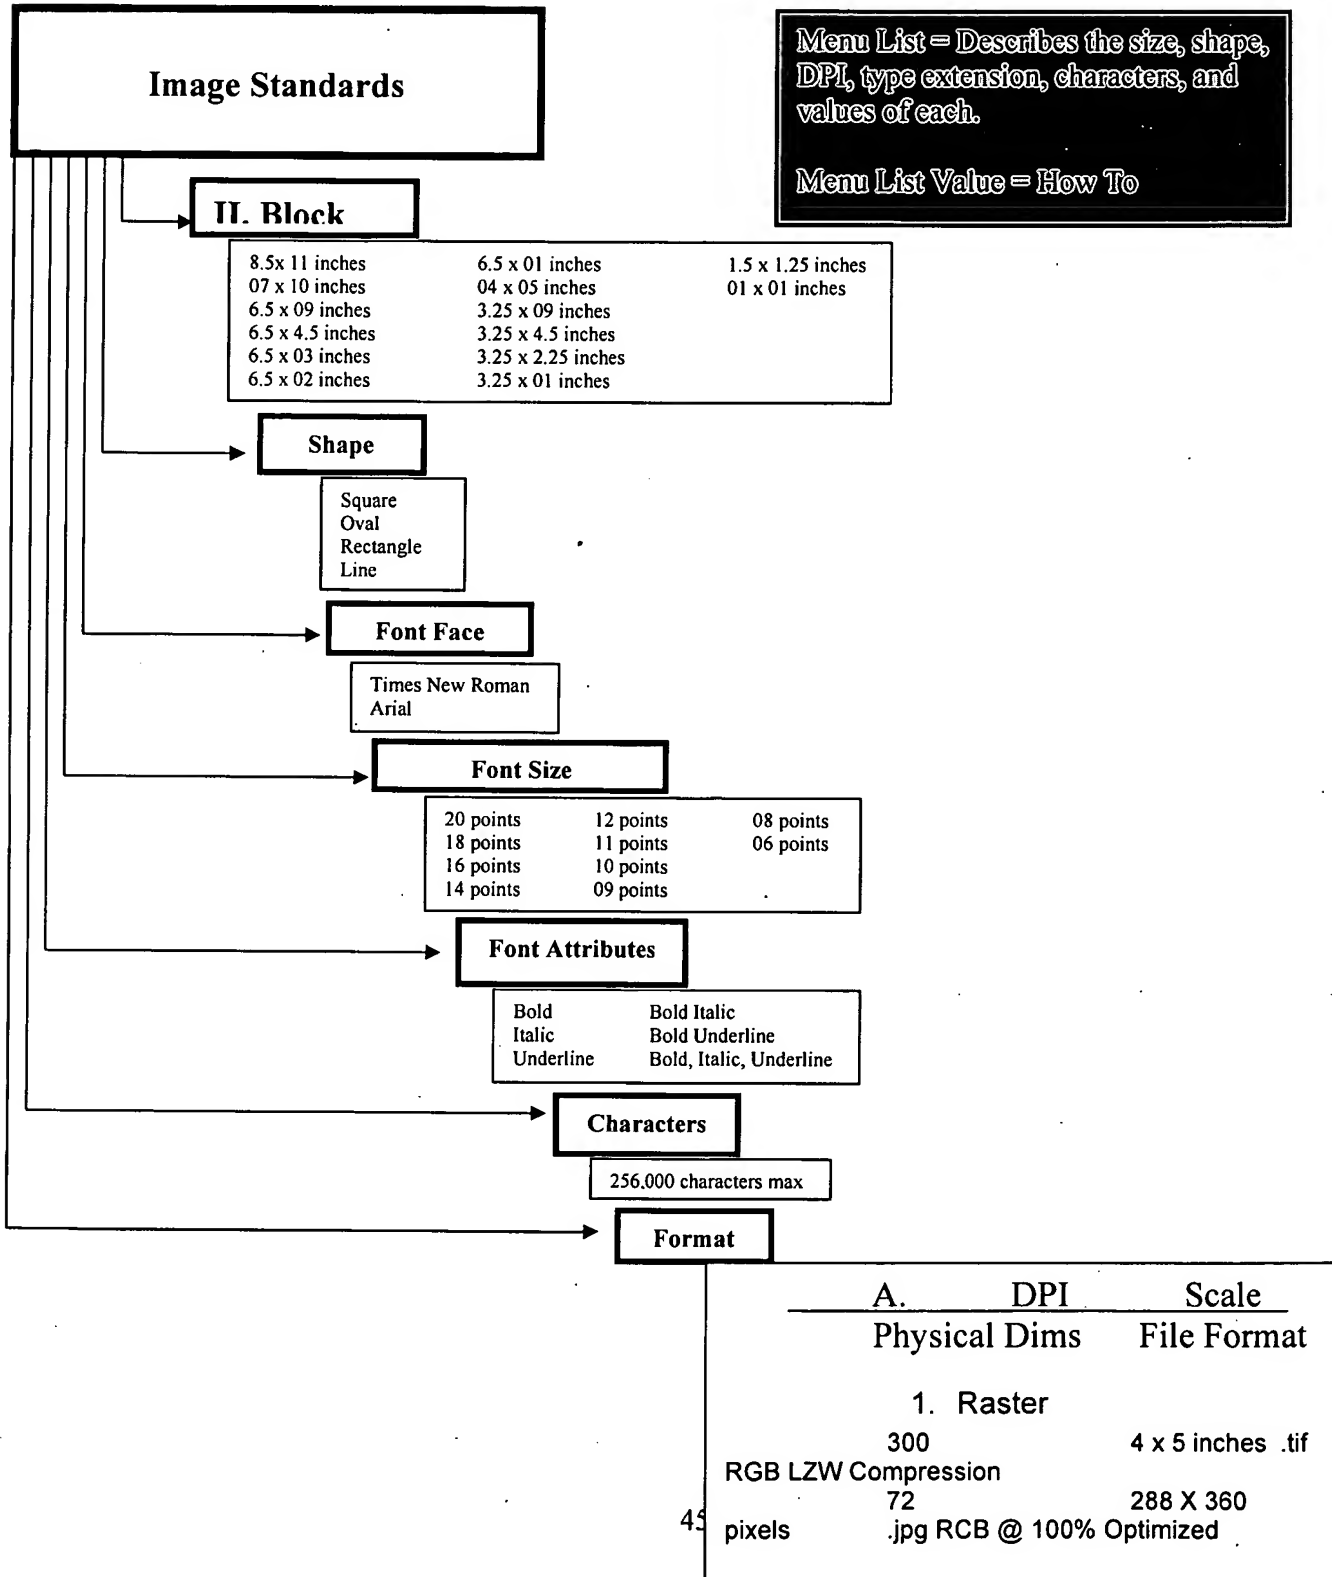 Image Standards
Menu List = Describes the size, shape,
DPI, type extension, characters, and
values of each.
Menu List Value = How To
II. Block
8.5x 11 inches 6.5 x 01 inches 1.5 x 1.25 inches
07 x 10 inches 04 x 05 inches 01 x 01 inches
6.5 x 09 inches 3.25 x 09 inches
6.5 x 4.5 inches 3.25 x 4.5 inches
6.5 x 03 inches 3.25 x 2.25 inches
6.5 x 02 inches 3.25 x 01 inches
Shape
Square
Oval
Rectangle
Line
Font Face
Times New Roman
Arial
Font Size
20 points 12 points 08 points
18 points 11 points 06 points
16 points 10 points
14 points 09 points
Font Attributes
Bold Bold Italic
Italic Bold Underline
Underline Bold, Italic, Underline
Characters
256,000 characters max
Format
A. DPI Scale
Physical Dims File Format
1. Raster
300 4 x 5 inches .tif
RGB LZW Compression
72 288 X 360
pixels .jpg RCB @ 100% Optimized
45